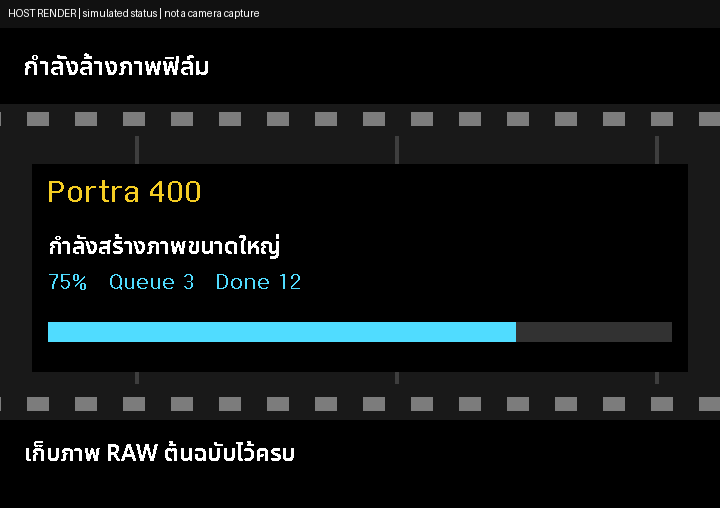 HOST RENDER | simulated status | not a camera capture
กำลังล้างภาพฟิล์ม
Portra 400
กำลังสร้างภาพขนาดใหญ่
75% Queue 3 Done 12
เก็บภาพ RAW ต้นฉบับไว้ครบ